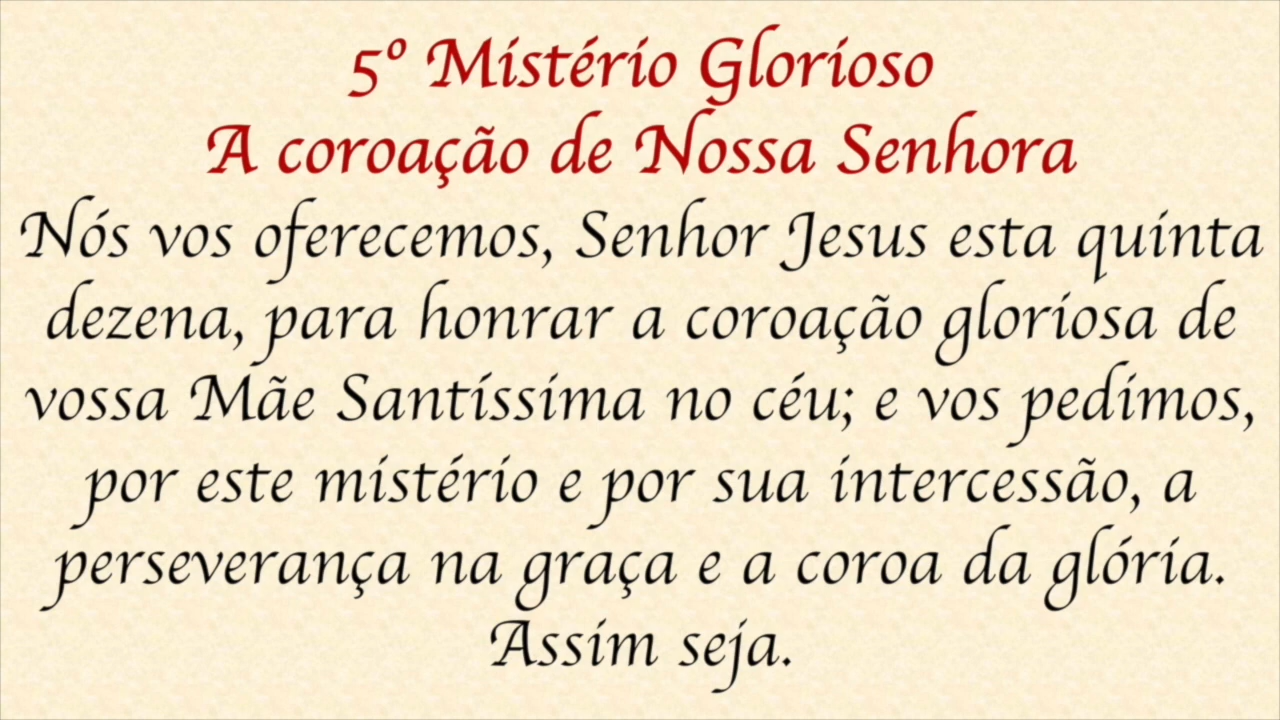 5º Mistério Glorioso
A coroação de Nossa Senhora
Nós vos oferecemos, Senhor Jesus esta quinta
dezena, para honrar a coroação gloriosa de
vossa Mãe Santíssima no céu; e vos pedimos,
por este mistério e por sua intercessão, a
perseverança na graça e a coroa da glória.
Assim seja.